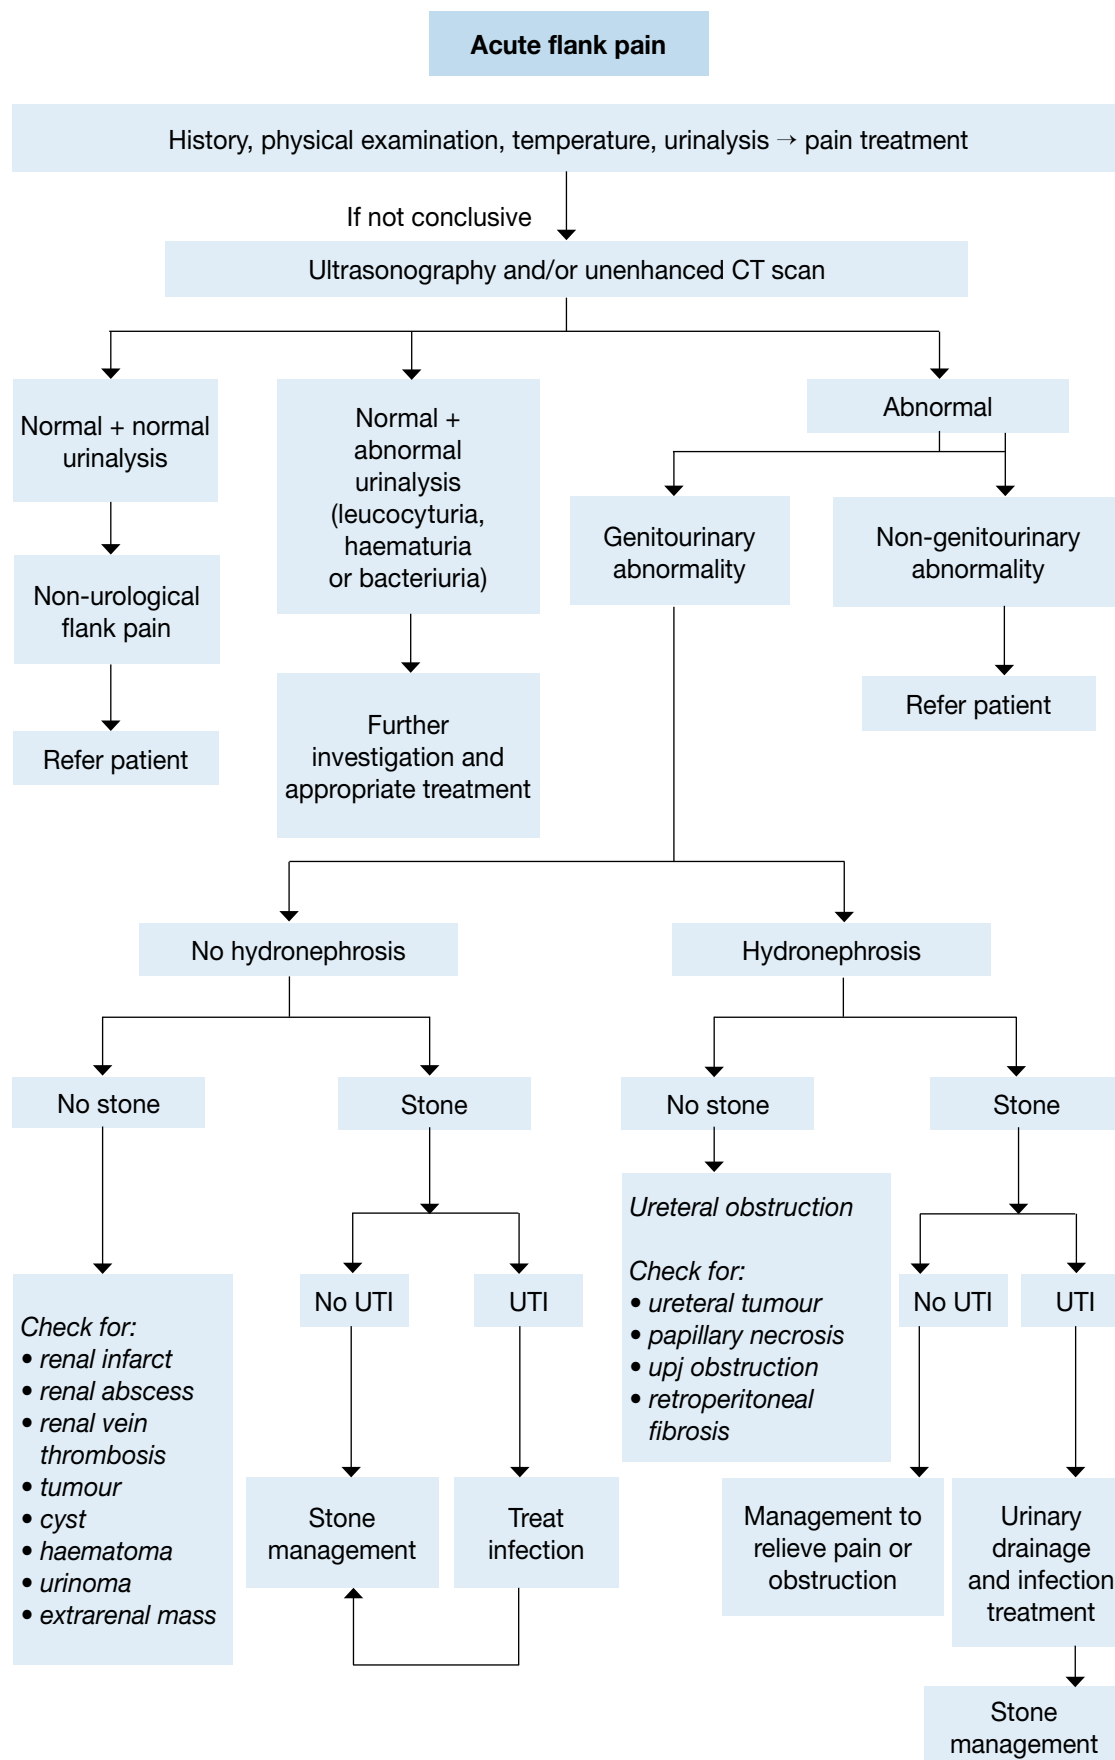 Acute flank pain
History, physical examination, temperature, urinalysis → pain treatment
If not conclusive
Ultrasonography and/or unenhanced CT scan
Normal + normal
urinalysis
Non-urological
flank pain
Refer patient
Normal +
abnormal
urinalysis
(leucocyturia,
haematuria
or bacteriuria)
Further
investigation and
appropriate treatment
Abnormal
Genitourinary
abnormality
Non-genitourinary
abnormality
Refer patient
No hydronephrosis
Hydronephrosis
No stone
Stone
No stone
Stone
Check for:
• renal infarct
• renal abscess
• renal vein
thrombosis
• tumour
• cyst
• haematoma
• urinoma
• extrarenal mass
No UTI
UTI
Stone
management
Treat
infection
Ureteral obstruction
Check for:
• ureteral tumour
• papillary necrosis
• upj obstruction
• retroperitoneal
fibrosis
No UTI
UTI
Management to
relieve pain or
obstruction
Urinary
drainage
and infection
treatment
Stone
management